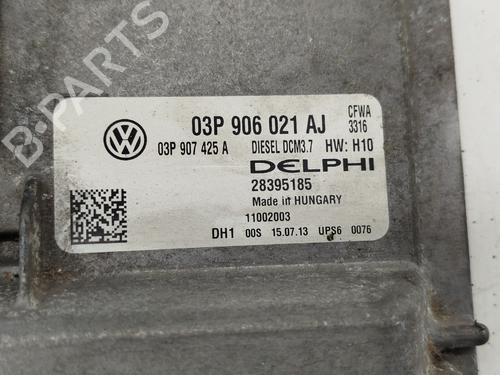 B-PARTS
VW
03P 906 021 AJ
CFWA
3316
03P 907 425 A
DIESEL DCM3.7
HW: H10
DELPHI
28395185
Made in HUNGARY
11002003
DH1 00S 15.07.13 UPS6 0076